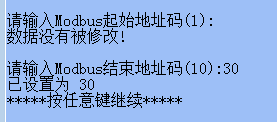 请输入Modbus起始地址码(1):
数据没有被修改!
请输入Modbus结束地址码(10):30
已设置为 30
*****按任意键继续*****